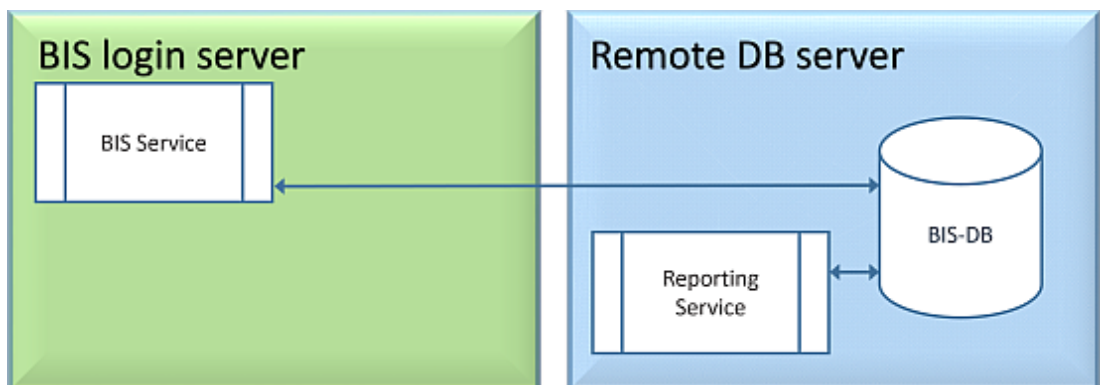 BIS login server
BIS Service
Remote DB server
BIS-DB
Reporting
Service